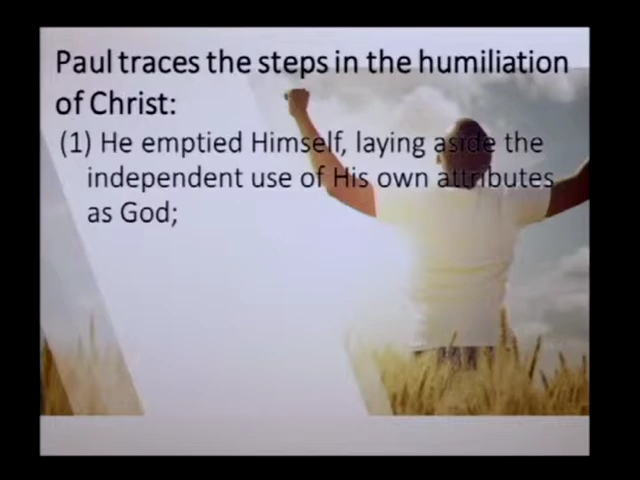 Paul traces the steps in the humiliation
of Christ:
(1) He emptied Himself, laying aside the
independent use of His own attributes
as God;